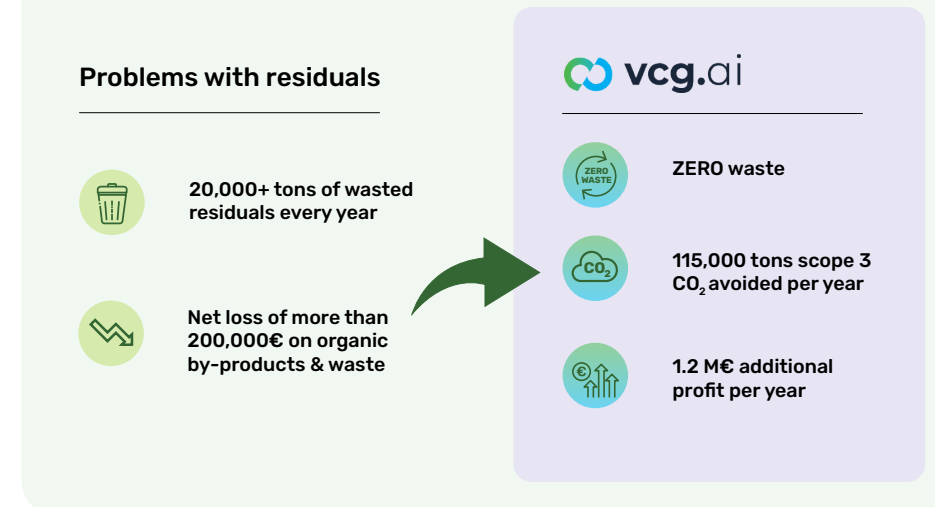 Problems with residuals
20,000+ tons of wasted
residuals every year
Net loss of more than
200,000€ on organic
by-products & waste
vcg.ai
ZERO
WASTE
ZERO waste
CO₂
115,000 tons scope 3
CO₂ avoided per year
€
1.2 M€ additional
profit per year